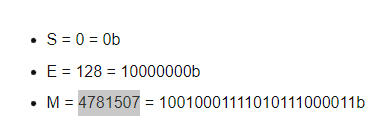 • S = 0 = 0b
• E = 128 = 10000000b
• M = 4781507 = 10010001111010111000011b